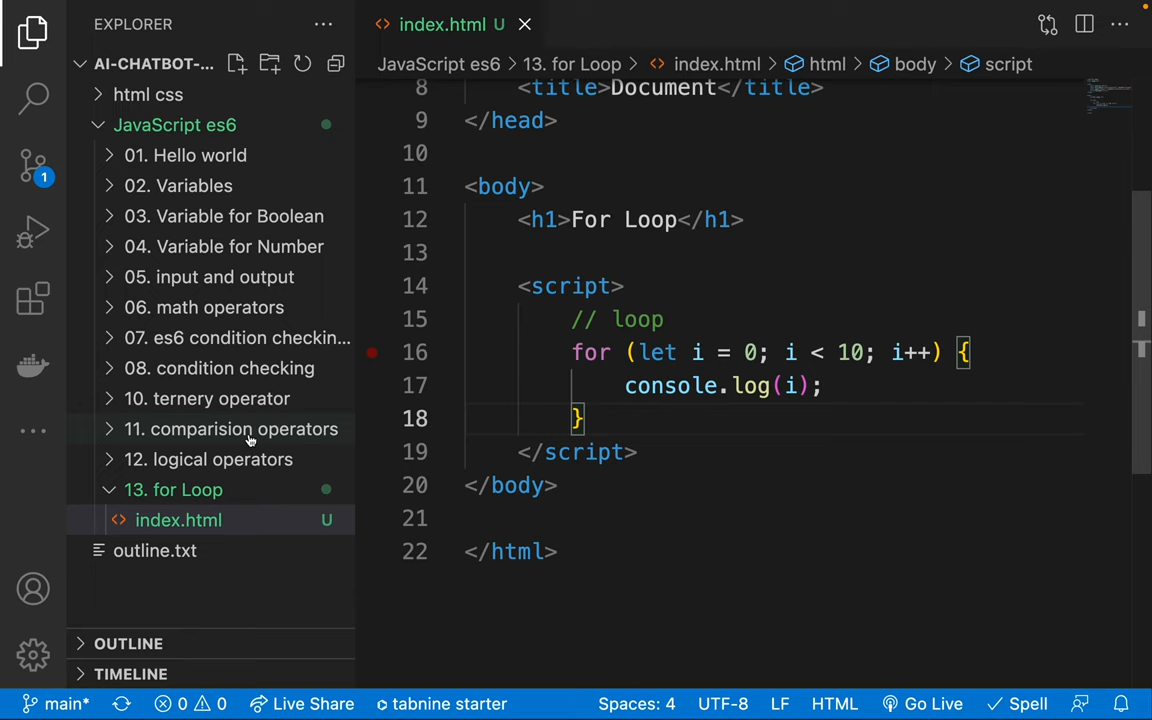 EXPLORER
index.html U
AI-CHATBOT-...
JavaScript es6 > 13. for Loop > index.html > html > body > script
html css
JavaScript es6
01. Hello world
02. Variables
03. Variable for Boolean
04. Variable for Number
05. input and output
06. math operators
07. es6 condition checkin...
08. condition checking
10. ternery operator
11. comparision operators
12. logical operators
13. for Loop
index.html U
outline.txt
OUTLINE
TIMELINE
8 <title>Document</title>
9 </head>
10
11 <body>
12 <h1>For Loop</h1>
13
14 <script>
15 // loop
16 for (let i = 0; i < 10; i++) {
17 console.log(i);
18 }
19 </script>
20 </body>
21
22 </html>
1
main* 0 0 Live Share tabnine starter Spaces: 4 UTF-8 LF HTML Go Live Spell